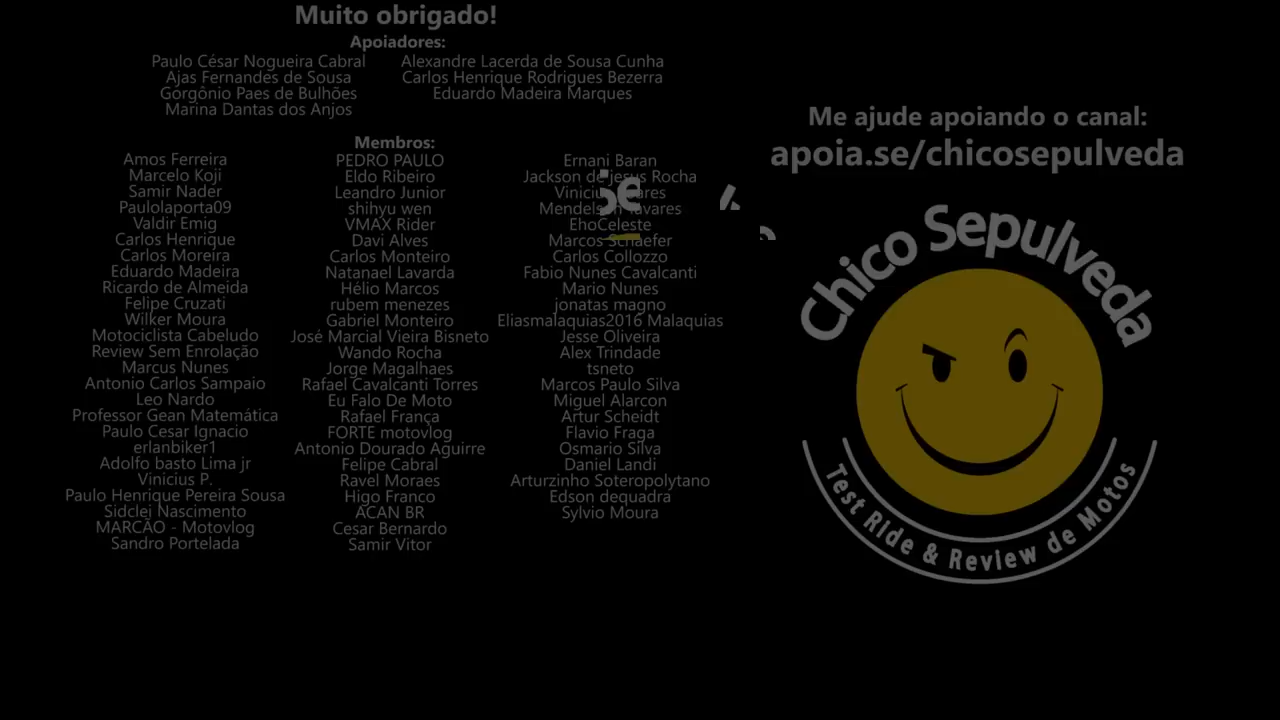 Muito obrigado!
Apoiadores:
Paulo César Nogueira Cabral
Ajas Fernandes de Sousa
Gorgônio Paes de Bulhões
Marina Dantas dos Anjos
Alexandre Lacerda de Sousa Cunha
Carlos Henrique Rodrigues Bezerra
Eduardo Madeira Marques
Membros:
Amos Ferreira
Marcelo Koji
Samir Nader
Paulolaporta09
Valdir Emig
Carlos Henrique
Carlos Moreira
Eduardo Madeira
Ricardo de Almeida
Felipe Cruzati
Wilker Moura
Motociclista Cabeludo
Review Sem Enrolação
Marcus Nunes
Antonio Carlos Sampaio
Leo Nardo
Professor Gean Matemática
Paulo Cesar Ignacio
erlanbiker1
Adolfo basto Lima jr
Vinicius P.
Paulo Henrique Pereira Sousa
Sidclei Nascimento
MARCÃO - Motovlog
Sandro Portelada
PEDRO PAULO
Eldo Ribeiro
Leandro Junior
shihyu wen
VMAX Rider
Davi Alves
Carlos Monteiro
Natanael Lavarda
Hélio Marcos
rubem menezes
Gabriel Monteiro
José Marcial Vieira Bisneto
Wando Rocha
Jorge Magalhaes
Rafael Cavalcanti Torres
Eu Falo De Moto
Rafael França
FORTE motovlog
Antonio Dourado Aguirre
Felipe Cabral
Ravel Moraes
Higo Franco
ACAN BR
Cesar Bernardo
Samir Vitor
Ernani Baran
Jackson de jesus Rocha
Mendelson Tavares
EhoCeleste
Marcos Schaefer
Carlos Collozzo
Fabio Nunes Cavalcanti
Mario Nunes
jonatas magno
Eliasmalaquias2016 Malaquias
Jesse Oliveira
Alex Trindade
tsneto
Marcos Paulo Silva
Miguel Alarcon
Artur Scheidt
Flavio Fraga
Osmario Silva
Daniel Landi
Arturzinho Soteropolytano
Edson dequadra
Sylvio Moura
Me ajude apoiando o canal:
apoia.se/chicosepulveda
Chico Sepulveda
Test Ride & Review de Motos